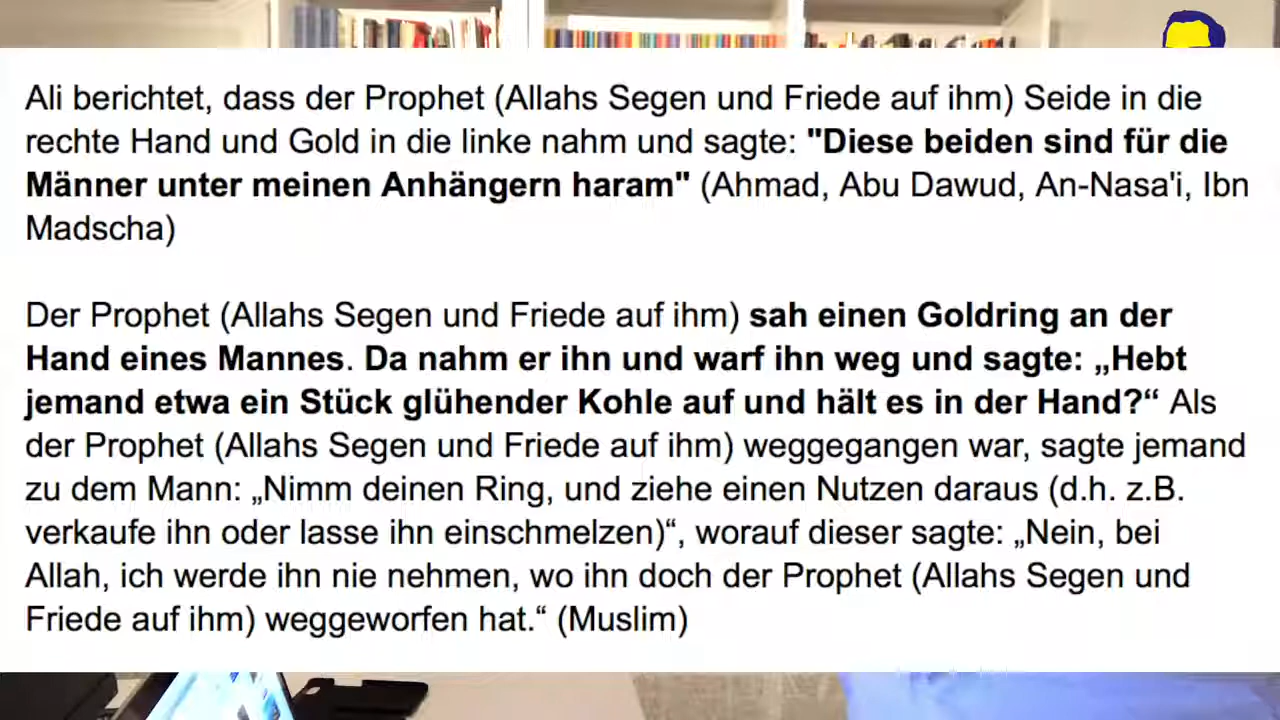 Ali berichtet, dass der Prophet (Allahs Segen und Friede auf ihm) Seide in die
rechte Hand und Gold in die linke nahm und sagte: "Diese beiden sind für die
Männer unter meinen Anhängern haram" (Ahmad, Abu Dawud, An-Nasa'i, Ibn
Madscha)
Der Prophet (Allahs Segen und Friede auf ihm) sah einen Goldring an der
Hand eines Mannes. Da nahm er ihn und warf ihn weg und sagte: „Hebt
jemand etwa ein Stück glühender Kohle auf und hält es in der Hand?“ Als
der Prophet (Allahs Segen und Friede auf ihm) weggegangen war, sagte jemand
zu dem Mann: „Nimm deinen Ring, und ziehe einen Nutzen daraus (d.h. z.B.
verkaufe ihn oder lasse ihn einschmelzen)“, worauf dieser sagte: „Nein, bei
Allah, ich werde ihn nie nehmen, wo ihn doch der Prophet (Allahs Segen und
Friede auf ihm) weggeworfen hat.“ (Muslim)